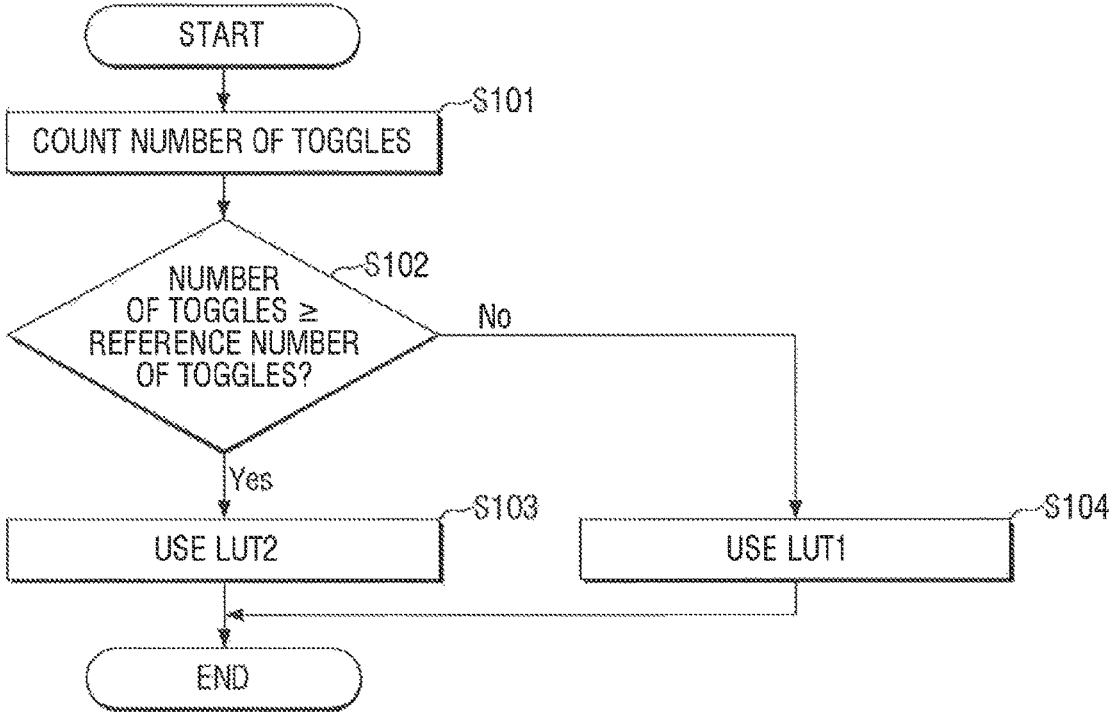 START
S101
COUNT NUMBER OF TOGGLES
S102
NUMBER
OF TOGGLES ≥
REFERENCE NUMBER
OF TOGGLES?
No
Yes
S103
USE LUT2
S104
USE LUT1
END